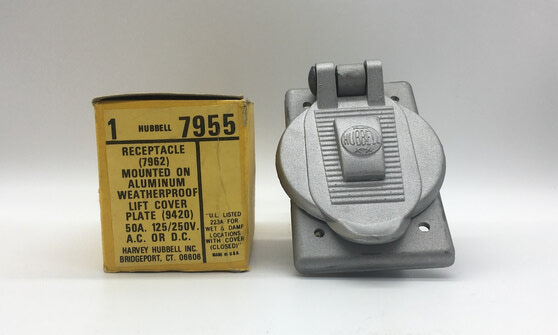 1 HUBBELL 7955
RECEPTACLE
(7962)
MOUNTED ON
ALUMINUM
WEATHERPROOF
LIFT COVER
PLATE (9420)
50A. 125/250V.
A.C. OR D.C.
HARVEY HUBBELL INC.
BRIDGEPORT, CT. 06606
"U.L. LISTED
223A FOR
WET & DAMP
LOCATIONS
WITH COVER
(CLOSED)"
MADE IN U.S.A.
HUBBELL